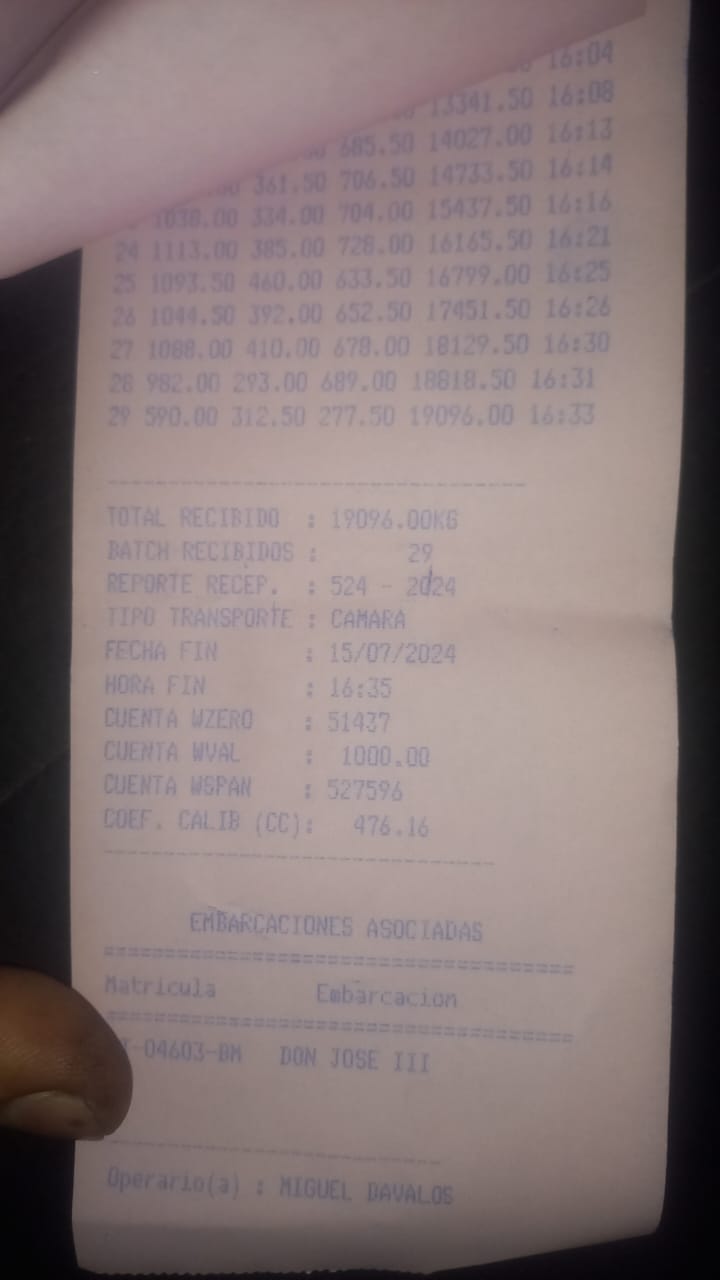 16:04
13341.50 16:08
685.50 14027.00 16:13
361.50 706.50 14733.50 16:14
1038.00 334.00 704.00 15437.50 16:16
24 1113.00 385.00 728.00 16165.50 16:21
25 1093.50 460.00 633.50 16799.00 16:25
26 1044.50 392.00 652.50 17451.50 16:26
27 1088.00 410.00 678.00 18129.50 16:30
28 982.00 293.00 689.00 18818.50 16:31
29 590.00 312.50 277.50 19096.00 16:33
TOTAL RECIBIDO : 19096.00KG
BATCH RECIBIDOS : 29
REPORTE RECEP. : 524 - 2024
TIPO TRANSPORTE : CAMARA
FECHA FIN : 15/07/2024
HORA FIN : 16:35
CUENTA WZERO : 51437
CUENTA WVAL : 1000.00
CUENTA WSPAN : 527596
COEF. CALIB (CC): 476.16
EMBARCACIONES ASOCIADAS
Matricula Embarcacion
-04603-BM DON JOSE III
Operario(a) : MIGUEL DAVALOS